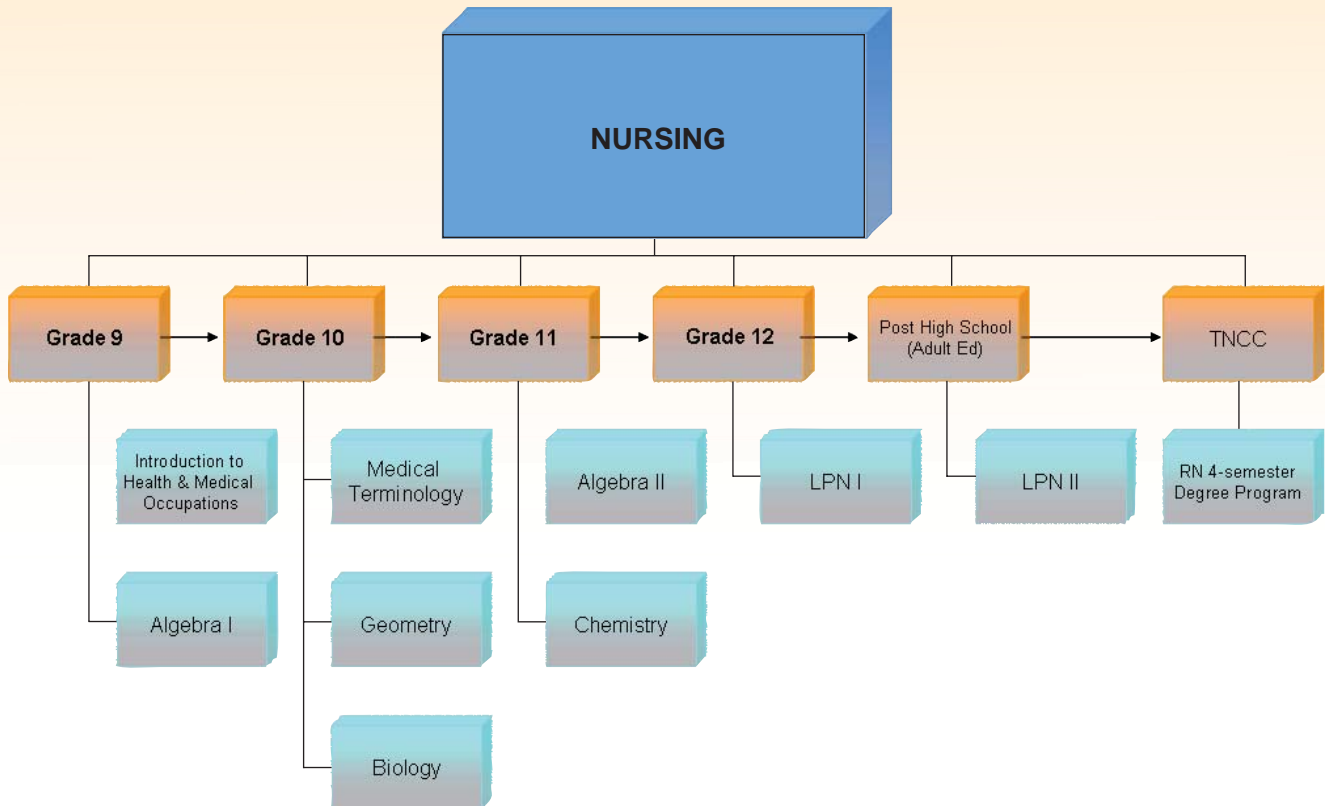 NURSING
Grade 9
Grade 10
Grade 11
Grade 12
Post High School
(Adult Ed)
TNCC
Introduction to
Health & Medical
Occupations
Medical
Terminology
Algebra II
LPN I
LPN II
RN 4-semester
Degree Program
Algebra I
Geometry
Chemistry
Biology